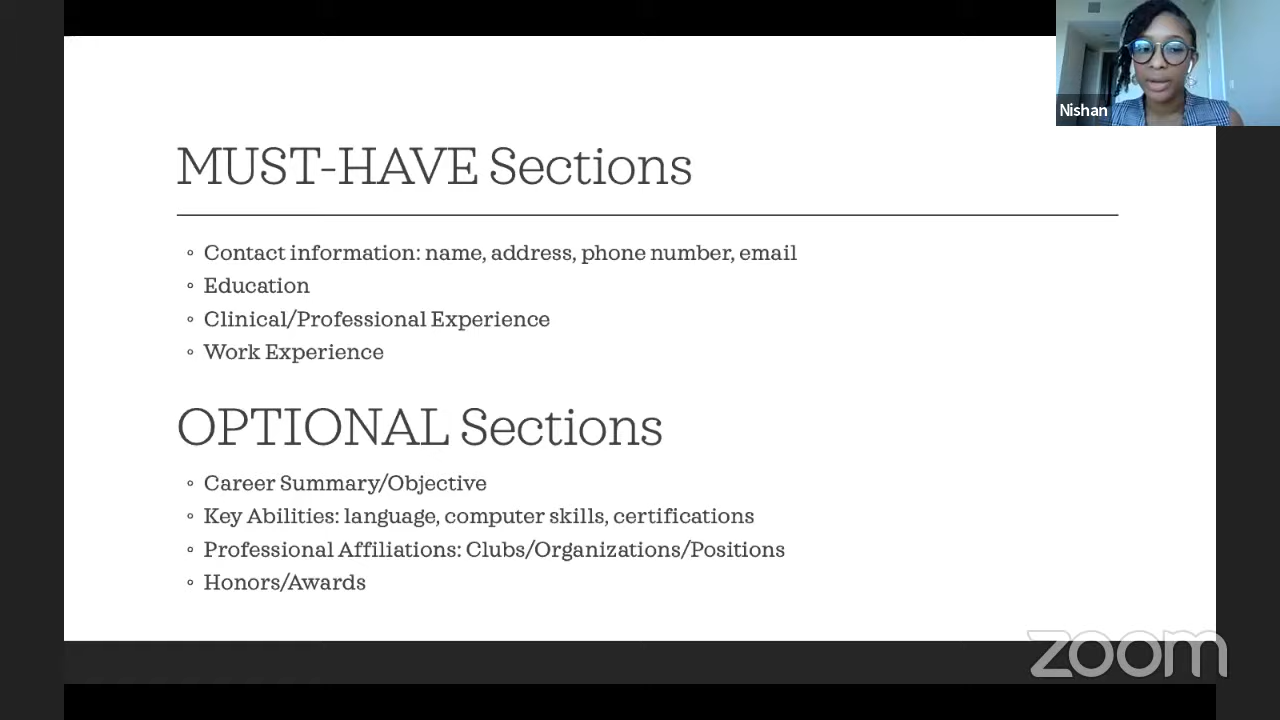 Nishan
MUST-HAVE Sections
◦ Contact information: name, address, phone number, email
◦ Education
◦ Clinical/Professional Experience
◦ Work Experience
OPTIONAL Sections
◦ Career Summary/Objective
◦ Key Abilities: language, computer skills, certifications
◦ Professional Affiliations: Clubs/Organizations/Positions
◦ Honors/Awards
zoom